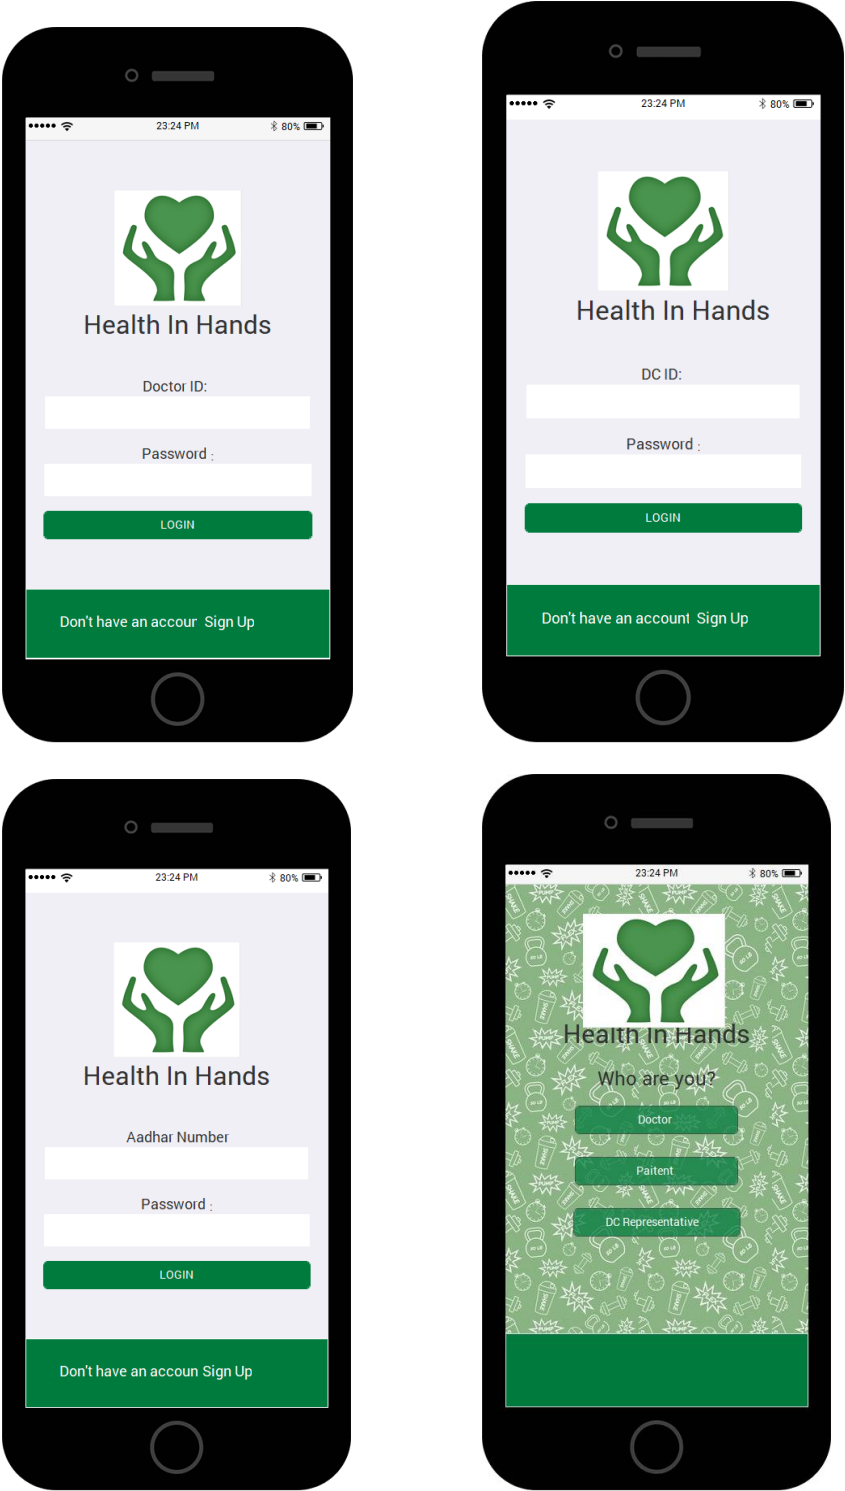 23:24 PM
80%
Health In Hands
Doctor ID:
Password :
LOGIN
Don't have an accour Sign Up
23:24 PM
80%
Health In Hands
DC ID:
Password :
LOGIN
Don't have an account Sign Up
23:24 PM
80%
Health In Hands
Aadhar Number
Password :
LOGIN
Don't have an accoun Sign Up
23:24 PM
80%
Health In Hands
Who are you?
Doctor
Paitent
DC Representative